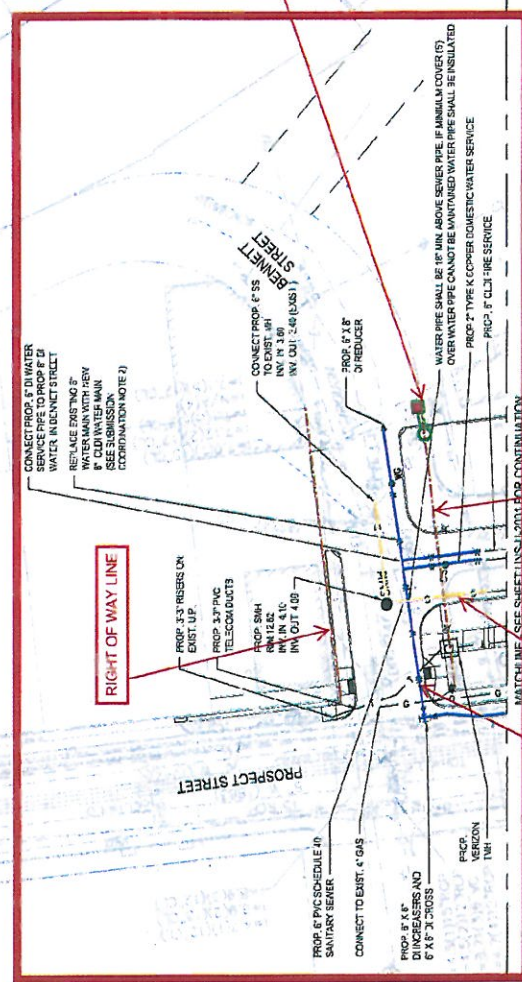 CONNECT PROP. 6" DI WATER
SERVICE PIPE TO PROP 8" DI
WATER IN BENNET STREET
REPLACE EXISTING 8"
WATER MAIN WITH NEW
8" CLDI WATER MAIN
(SEE SUBMISSION
COORDINATION NOTE 2)
BENNETT
STREET
CONNECT PROP. 6" SS
TO EXIST. MH
INV. IN 3.60
INV. OUT 3.40 (EXIST)
PROP. 6" X 8"
DI REDUCER
WATER PIPE SHALL BE 18" MIN. ABOVE SEWER PIPE. IF MINIMUM COVER (5')
OVER WATER PIPE CANNOT BE MAINTAINED WATER PIPE SHALL BE INSULATED
PROP 2" TYPE K COPPER DOMESTIC WATER SERVICE
PROP. 6" CLDI FIRE SERVICE
RIGHT OF WAY LINE
PROP. 3-3" RISERS ON
EXIST. U.P.
PROP. 3-3" PVC
TELECOM DUCTS
PROP. SMH
RIM 12.62
INV. IN 4.10
INV. OUT 4.00
PROSPECT STREET
PROP. 6" PVC SCHEDULE 40
SANITARY SEWER
CONNECT TO EXIST. 4" GAS
PROP. 6" X 8"
DI INCREASERS AND
6" X 6" DI CROSS
PROP.
VERIZON
TMH
MATCHLINE (SEE SHEET FOR CONTINUATION